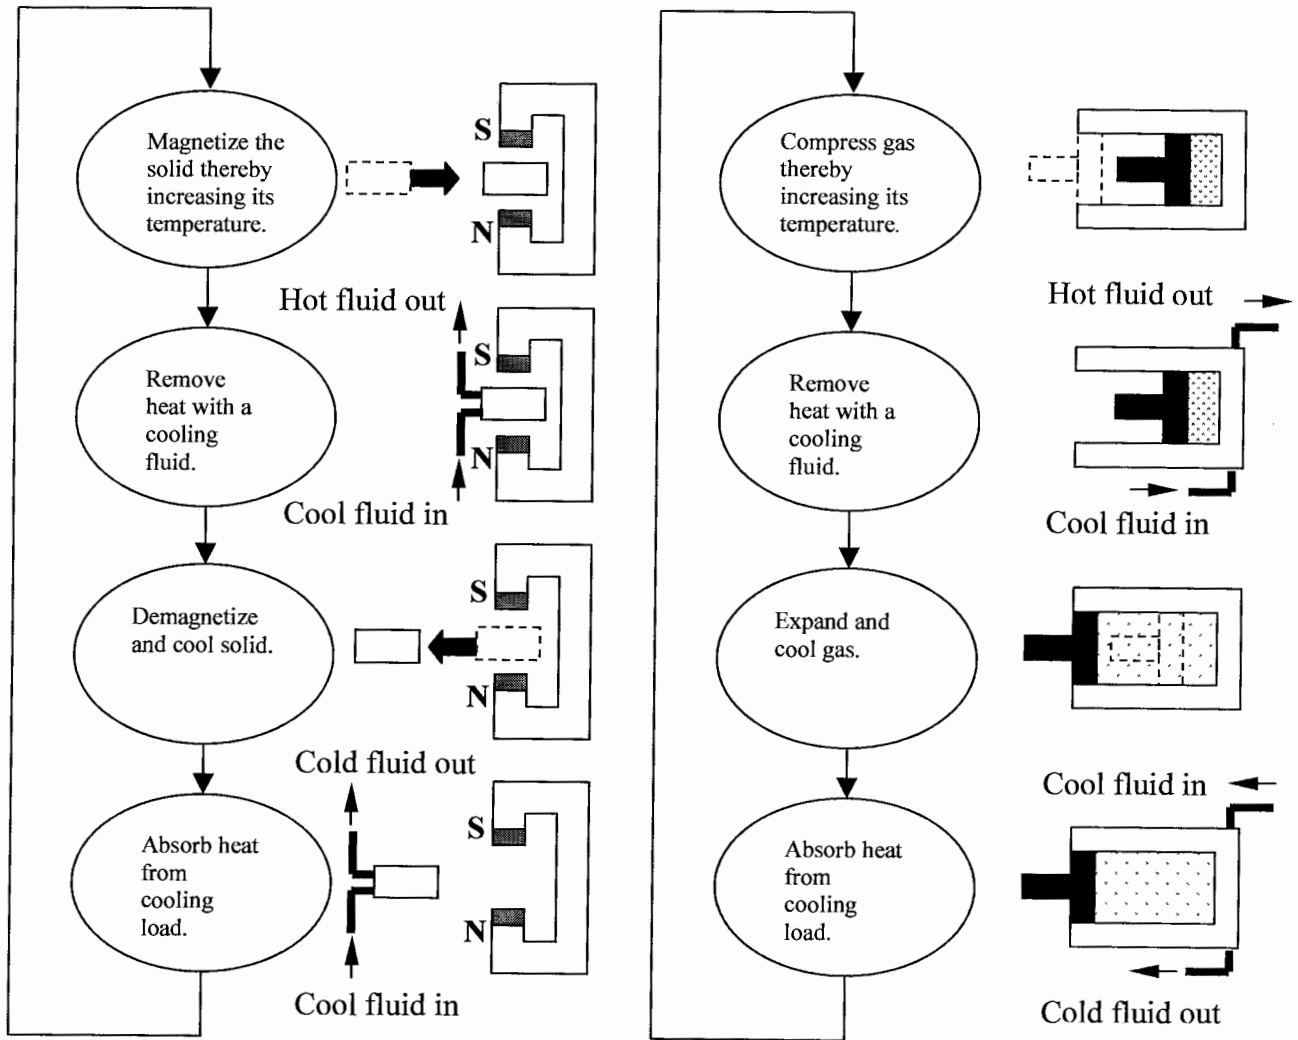 Magnetize the
solid thereby
increasing its
temperature.
S
N
Hot fluid out
Remove
heat with a
cooling
fluid.
S
N
Cool fluid in
Demagnetize
and cool solid.
S
N
Cold fluid out
Absorb heat
from
cooling
load.
S
N
Cool fluid in
Compress gas
thereby
increasing its
temperature.
Hot fluid out
Remove
heat with a
cooling
fluid.
Cool fluid in
Expand and
cool gas.
Cool fluid in
Absorb heat
from
cooling
load.
Cold fluid out